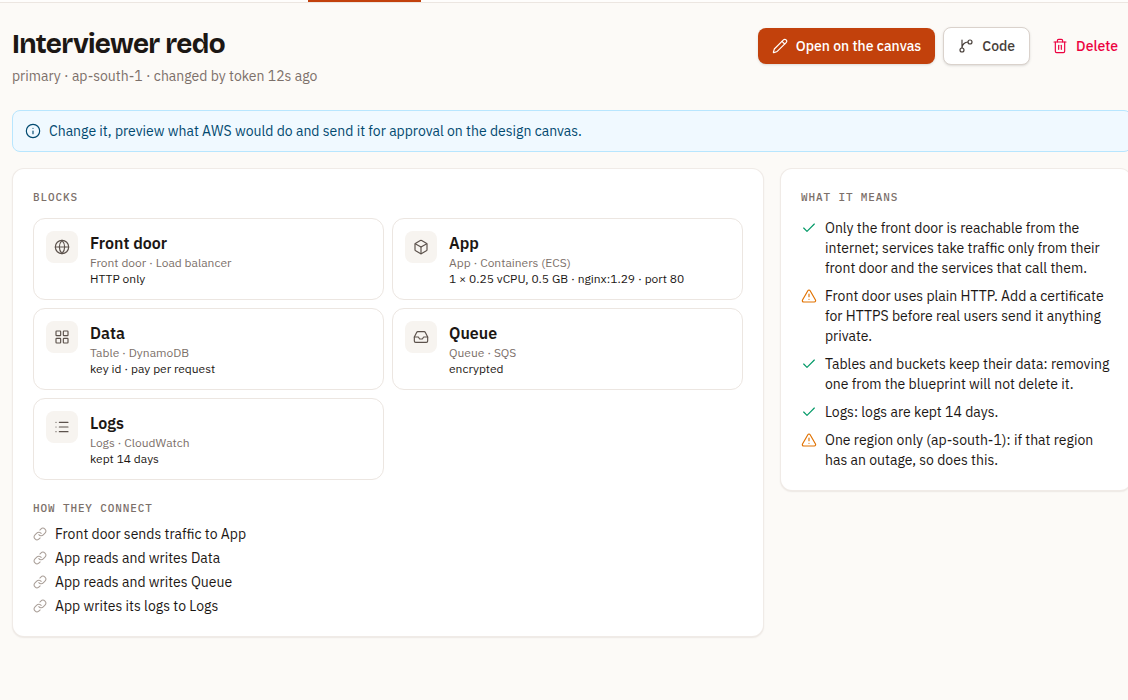 Interviewer redo
Open on the canvas
Code
Delete
primary · ap-south-1 · changed by token 12s ago
Change it, preview what AWS would do and send it for approval on the design canvas.
BLOCKS
Front door
Front door · Load balancer
HTTP only
App
App · Containers (ECS)
1 × 0.25 vCPU, 0.5 GB · nginx:1.29 · port 80
Data
Table · DynamoDB
key id · pay per request
Queue
Queue · SQS
encrypted
Logs
Logs · CloudWatch
kept 14 days
HOW THEY CONNECT
Front door sends traffic to App
App reads and writes Data
App reads and writes Queue
App writes its logs to Logs
WHAT IT MEANS
Only the front door is reachable from the
internet; services take traffic only from their
front door and the services that call them.
Front door uses plain HTTP. Add a certificate
for HTTPS before real users send it anything
private.
Tables and buckets keep their data: removing
one from the blueprint will not delete it.
Logs: logs are kept 14 days.
One region only (ap-south-1): if that region
has an outage, so does this.